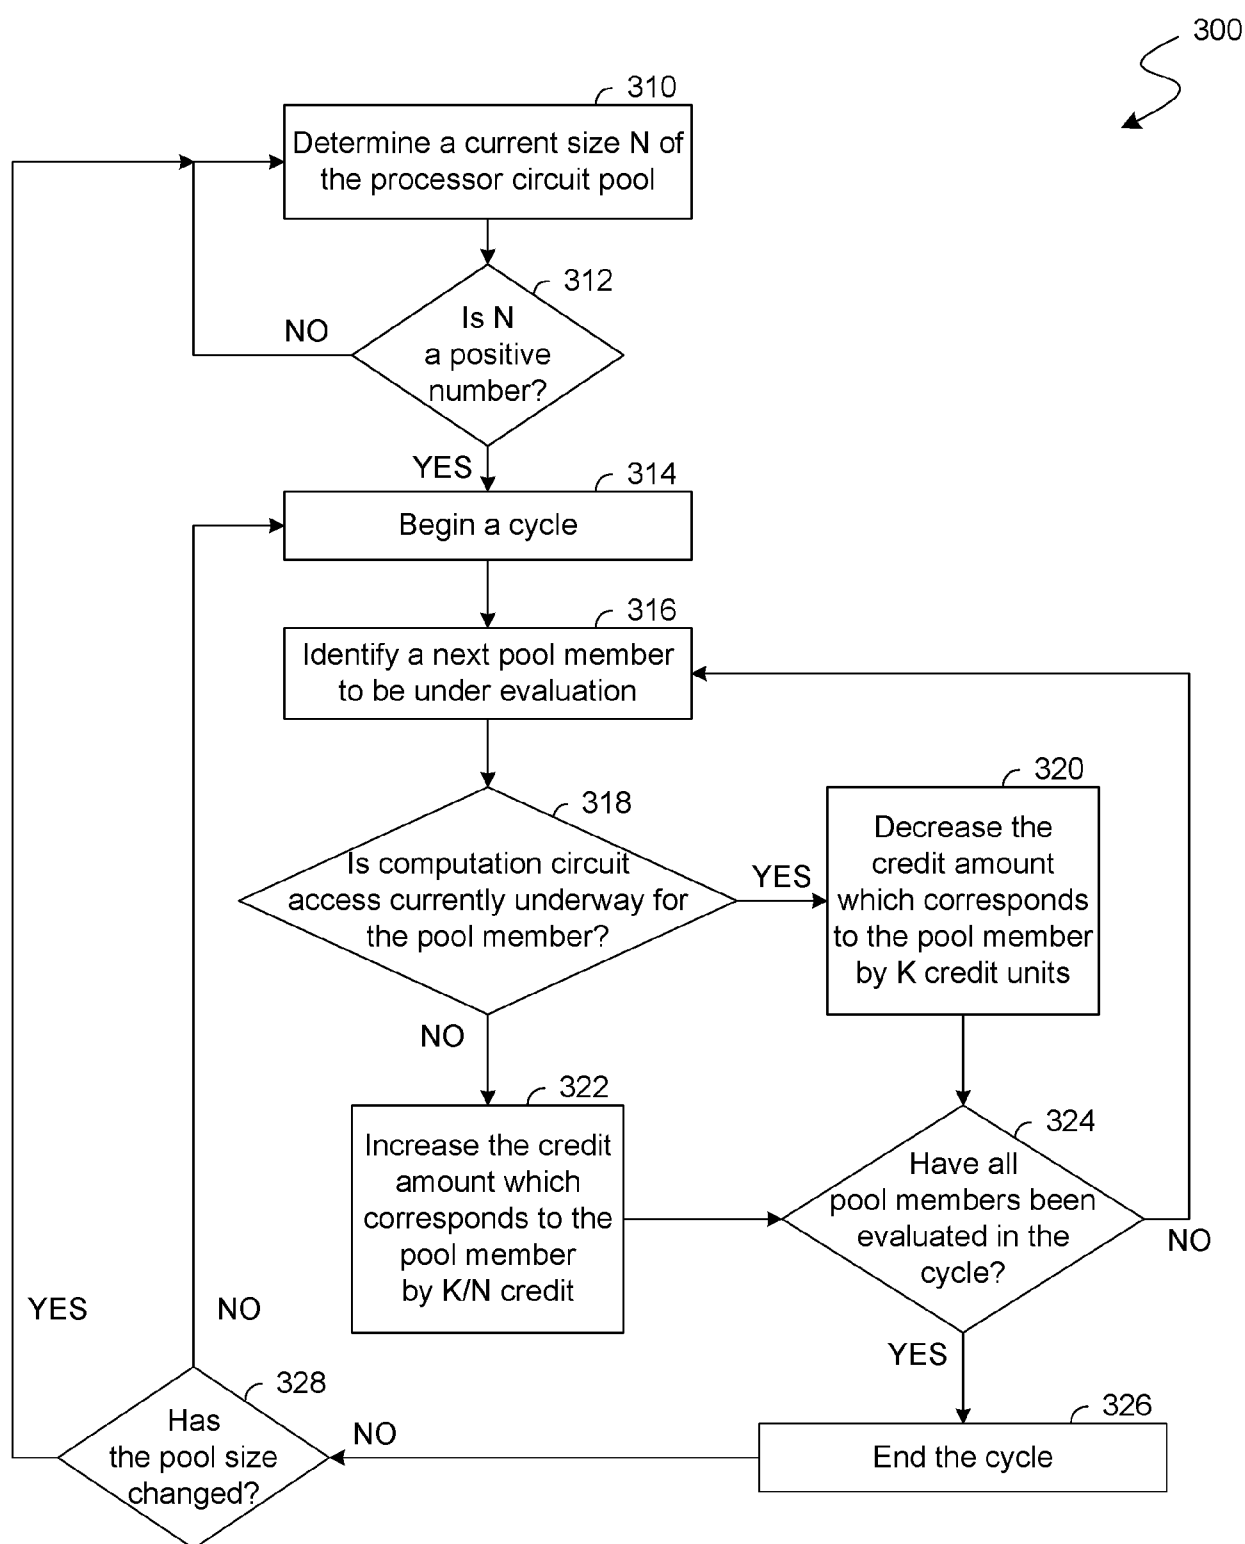 300
310
Determine a current size N of
the processor circuit pool
312
Is N
a positive
number?
NO
YES
314
Begin a cycle
316
Identify a next pool member
to be under evaluation
318
Is computation circuit
access currently underway for
the pool member?
YES
320
Decrease the
credit amount
which corresponds
to the pool member
by K credit units
NO
322
Increase the credit
amount which
corresponds to the
pool member
by K/N credit
324
Have all
pool members been
evaluated in the
cycle?
NO
YES
326
End the cycle
NO
328
Has
the pool size
changed?
YES
NO